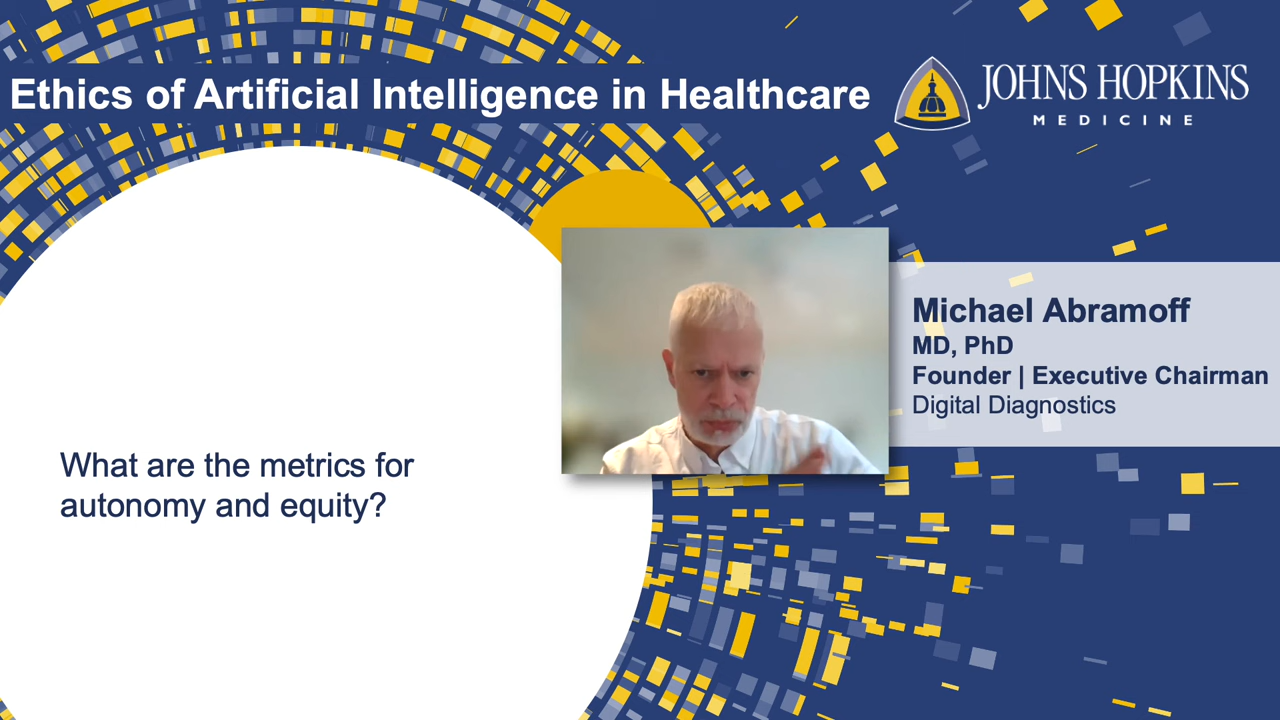 Ethics of Artificial Intelligence in Healthcare
JOHNS HOPKINS
MEDICINE
Michael Abramoff
MD, PhD
Founder | Executive Chairman
Digital Diagnostics
What are the metrics for
autonomy and equity?